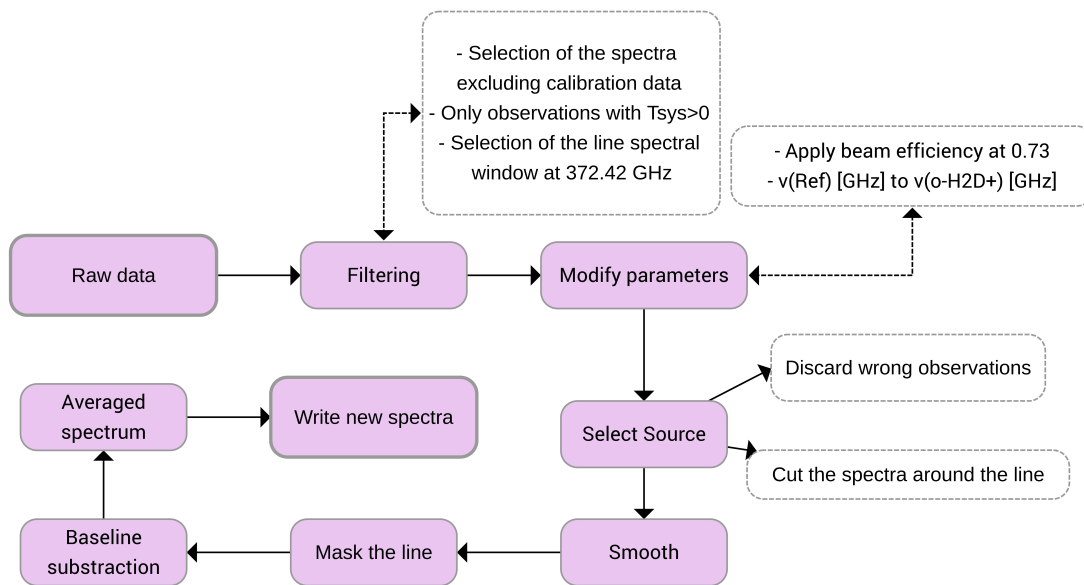 - Selection of the spectra
excluding calibration data
- Only observations with Tsys>0
- Selection of the line spectral
window at 372.42 GHz
- Apply beam efficiency at 0.73
- v(Ref) [GHz] to v(o-H2D+) [GHz]
Raw data
Filtering
Modify parameters
Discard wrong observations
Averaged
spectrum
Write new spectra
Select Source
Cut the spectra around the line
Baseline
substraction
Mask the line
Smooth